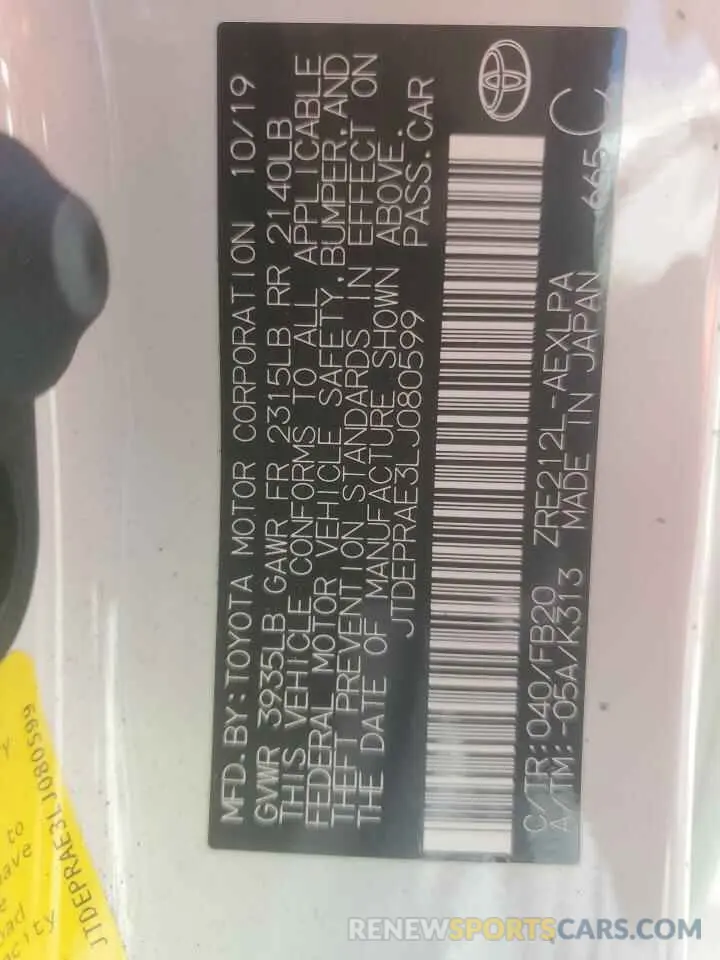 MFD. BY: TOYOTA MOTOR CORPORATION 10/19
GVWR 3935LB GAWR FR 2315LB RR 2140LB
THIS VEHICLE CONFORMS TO ALL APPLICABLE
FEDERAL MOTOR VEHICLE SAFETY, BUMPER, AND
THEFT PREVENTION STANDARDS IN EFFECT ON
THE DATE OF MANUFACTURE SHOWN ABOVE.
JTDEPRAE3LJ080599 PASS. CAR
C/TR: 040/FB20 ZRE212L-AEXLPA
A/TM: -05A/K313 MADE IN JAPAN 665 C
JTDEPRAE3LJ080599
to
RENEWSPORTSCARS.COM